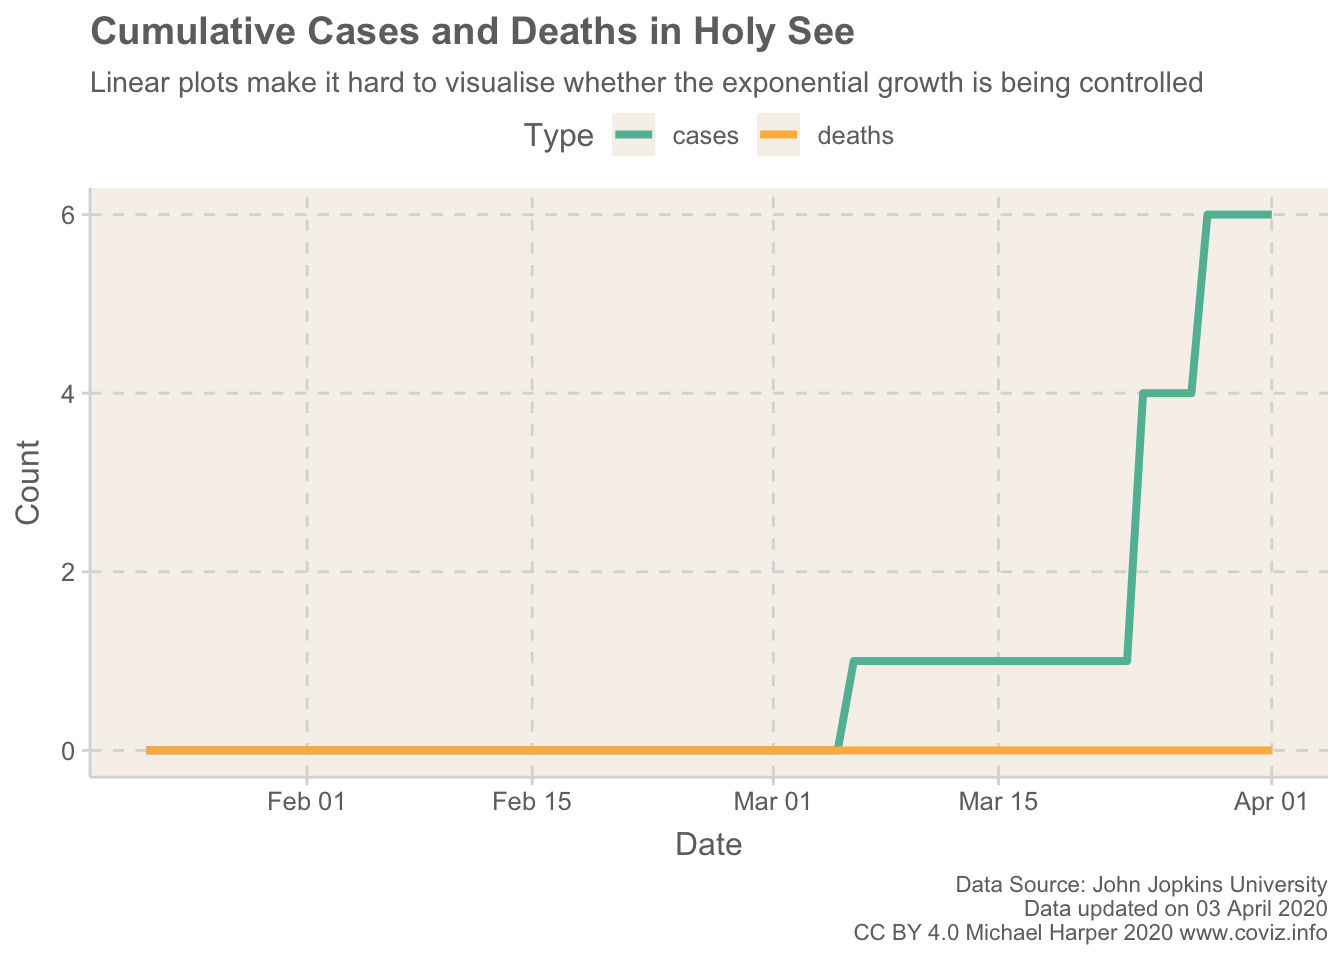 Cumulative Cases and Deaths in Holy See
Linear plots make it hard to visualise whether the exponential growth is being controlled
Type cases deaths
6
4
2
0
Count
Feb 01 Feb 15 Mar 01 Mar 15 Apr 01
Date
Data Source: John Jopkins University
Data updated on 03 April 2020
CC BY 4.0 Michael Harper 2020 www.coviz.info